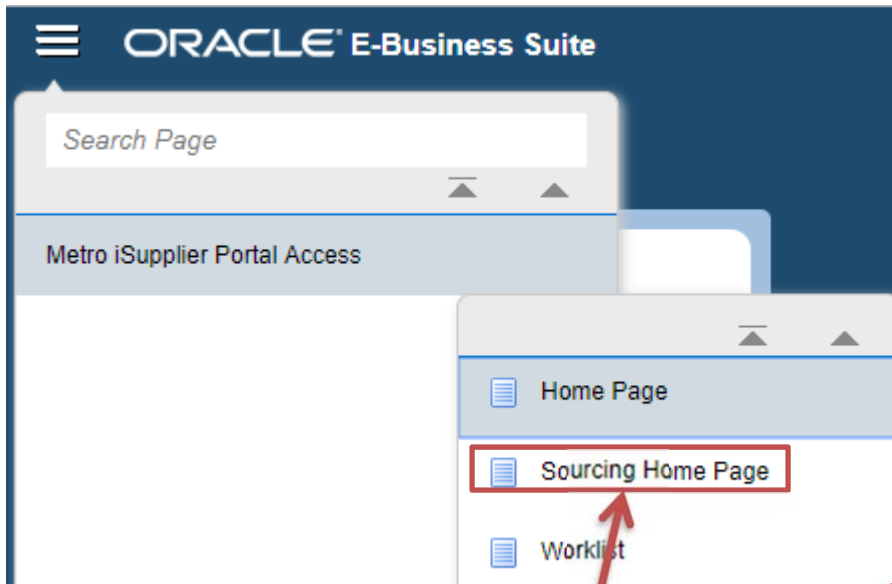 ORACLE E-Business Suite
Search Page
Metro iSupplier Portal Access
Home Page
Sourcing Home Page
Worklist